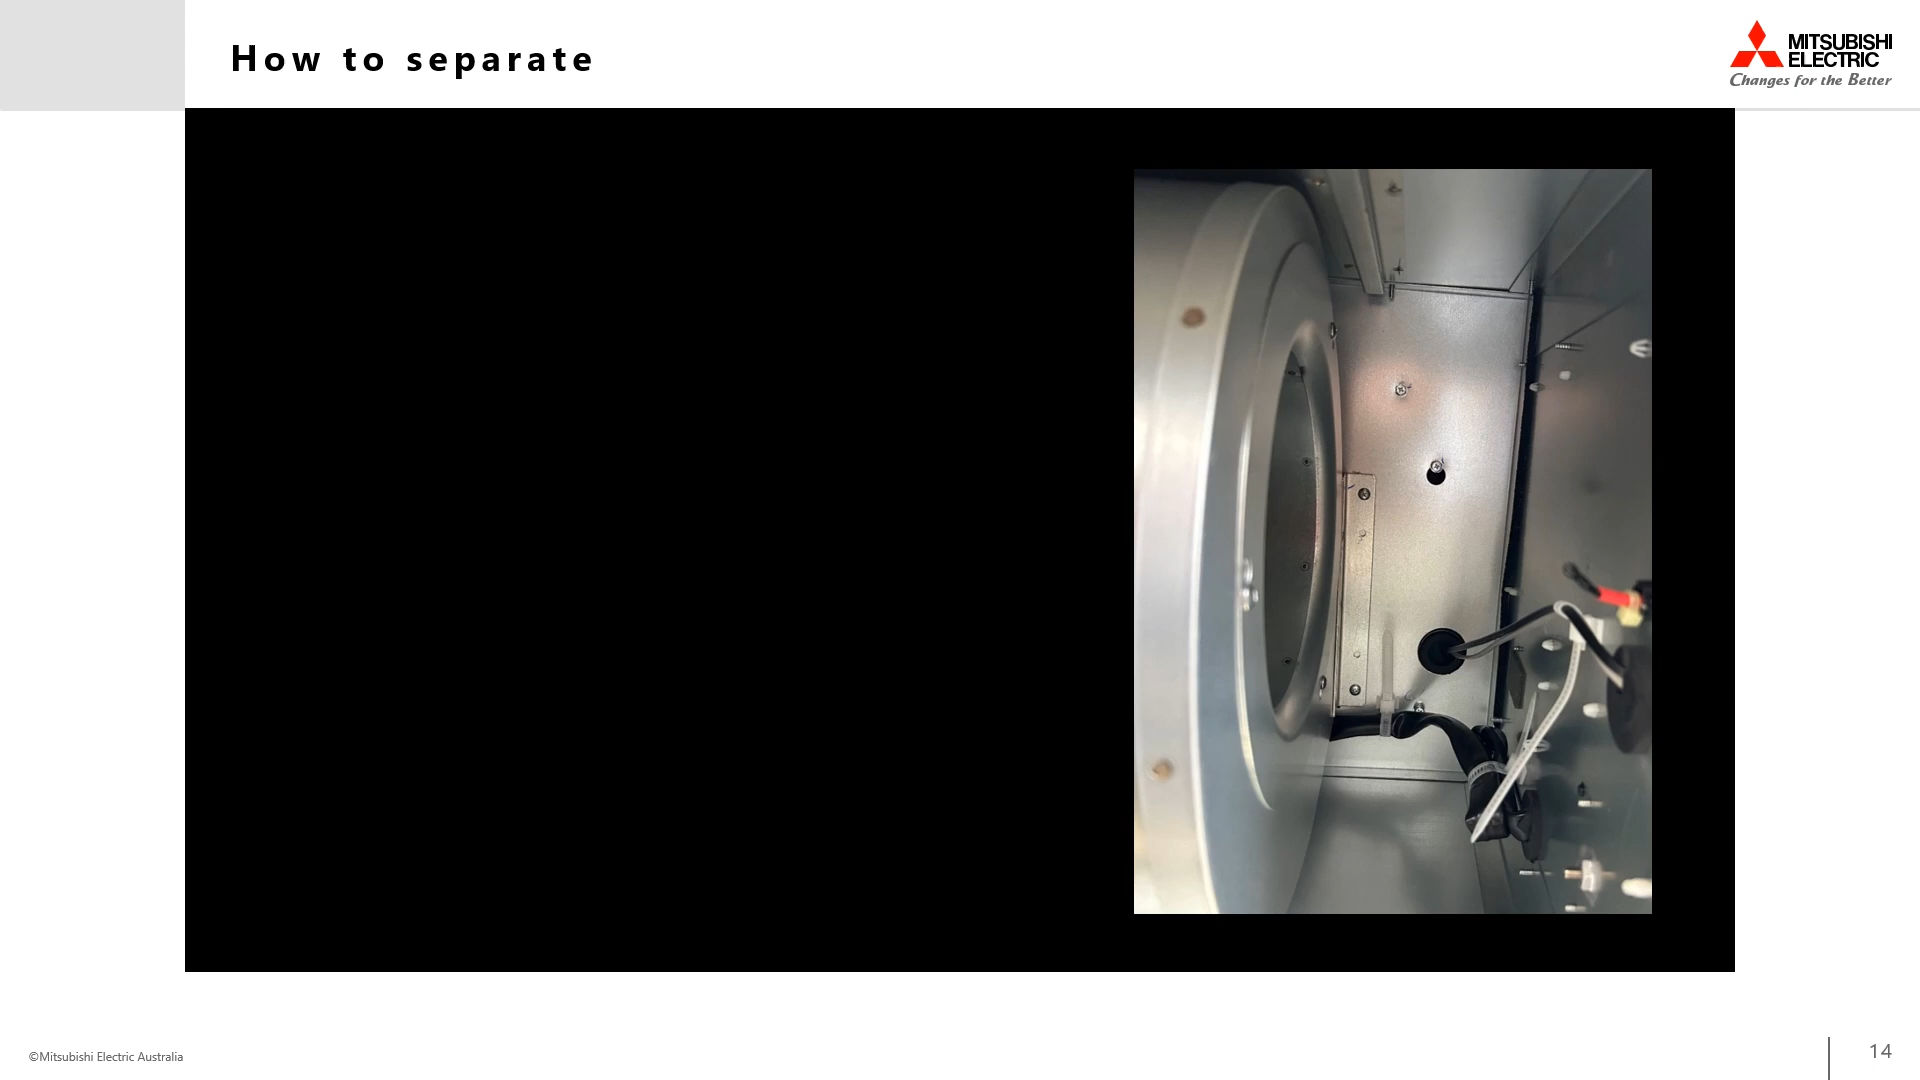 How to separate
MITSUBISHI
ELECTRIC
Changes for the Better
©Mitsubishi Electric Australia
14